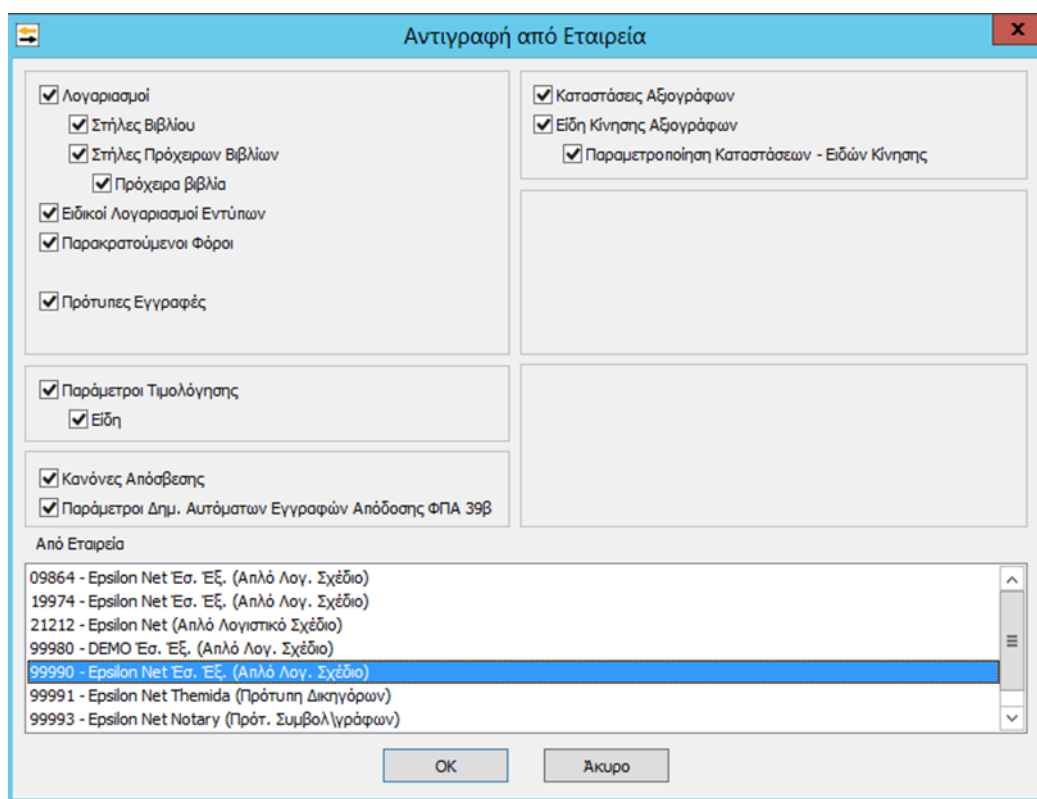 Αντιγραφή από Εταιρεία
x
Λογαριασμοί
Στήλες Βιβλίου
Στήλες Πρόχειρων Βιβλίων
Πρόχειρα βιβλία
Ειδικοί Λογαριασμοί Εντύπων
Παρακρατούμενοι Φόροι
Πρότυπες Εγγραφές
Καταστάσεις Αξιογράφων
Είδη Κίνησης Αξιογράφων
Παραμετροποίηση Καταστάσεων - Ειδών Κίνησης
Παράμετροι Τιμολόγησης
Είδη
Κανόνες Απόσβεσης
Παράμετροι Δημ. Αυτόματων Εγγραφών Απόδοσης ΦΠΑ 39β
Από Εταιρεία
09864 - Epsilon Net Έσ. Έξ. (Απλό Λογ. Σχέδιο)
19974 - Epsilon Net Έσ. Έξ. (Απλό Λογ. Σχέδιο)
21212 - Epsilon Net (Απλό Λογιστικό Σχέδιο)
99980 - DEMO Έσ. Έξ. (Απλό Λογ. Σχέδιο)
99990 - Epsilon Net Έσ. Έξ. (Απλό Λογ. Σχέδιο)
99991 - Epsilon Net Themida (Πρότυπη Δικηγόρων)
99993 - Epsilon Net Notary (Πρότ. Συμβολ\γράφων)
OK
Άκυρο